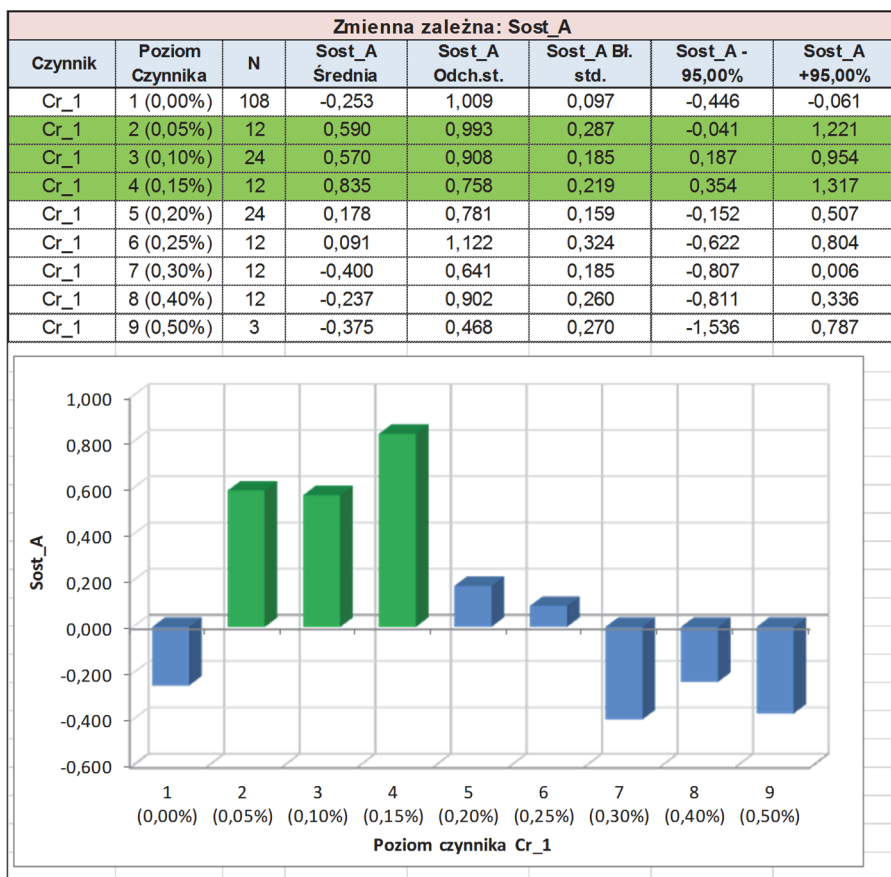 Zmienna zależna: Sost_A
Czynnik Poziom Czynnika N Sost_A Średnia Sost_A Odch.st. Sost_A Bł. std. Sost_A - 95,00% Sost_A +95,00%
Cr_1 1 (0,00%) 108 -0,253 1,009 0,097 -0,446 -0,061
Cr_1 2 (0,05%) 12 0,590 0,993 0,287 -0,041 1,221
Cr_1 3 (0,10%) 24 0,570 0,908 0,185 0,187 0,954
Cr_1 4 (0,15%) 12 0,835 0,758 0,219 0,354 1,317
Cr_1 5 (0,20%) 24 0,178 0,781 0,159 -0,152 0,507
Cr_1 6 (0,25%) 12 0,091 1,122 0,324 -0,622 0,804
Cr_1 7 (0,30%) 12 -0,400 0,641 0,185 -0,807 0,006
Cr_1 8 (0,40%) 12 -0,237 0,902 0,260 -0,811 0,336
Cr_1 9 (0,50%) 3 -0,375 0,468 0,270 -1,536 0,787
Sost_A
1,000
0,800
0,600
0,400
0,200
0,000
-0,200
-0,400
-0,600
1 2 3 4 5 6 7 8 9
(0,00%) (0,05%) (0,10%) (0,15%) (0,20%) (0,25%) (0,30%) (0,40%) (0,50%)
Poziom czynnika Cr_1